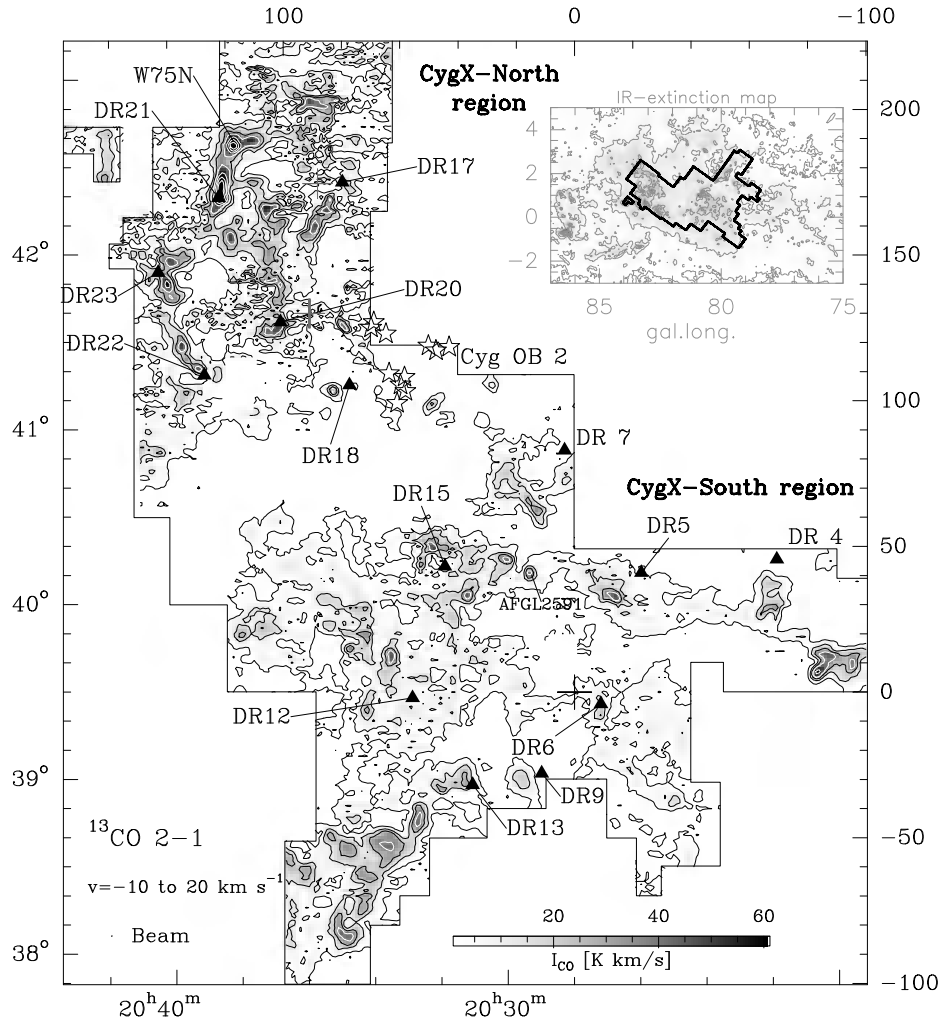 100 0 -100
CygX-North
region
W75N
DR21
IR-extinction map
200
4
2
0
-2
85 80 75
gal.long.
DR17
42°
150
DR23
DR20
DR22
Cyg OB 2
100
41°
DR18
DR 7
CygX-South region
DR15
DR5
DR 4
50
40°
AFGL2591
0
DR12
DR6
39°
DR9
DR13
13CO 2-1
-50
v=-10 to 20 km s-1
20 40 60
Beam
ICO [K km/s]
38°
-100
20h40m 20h30m